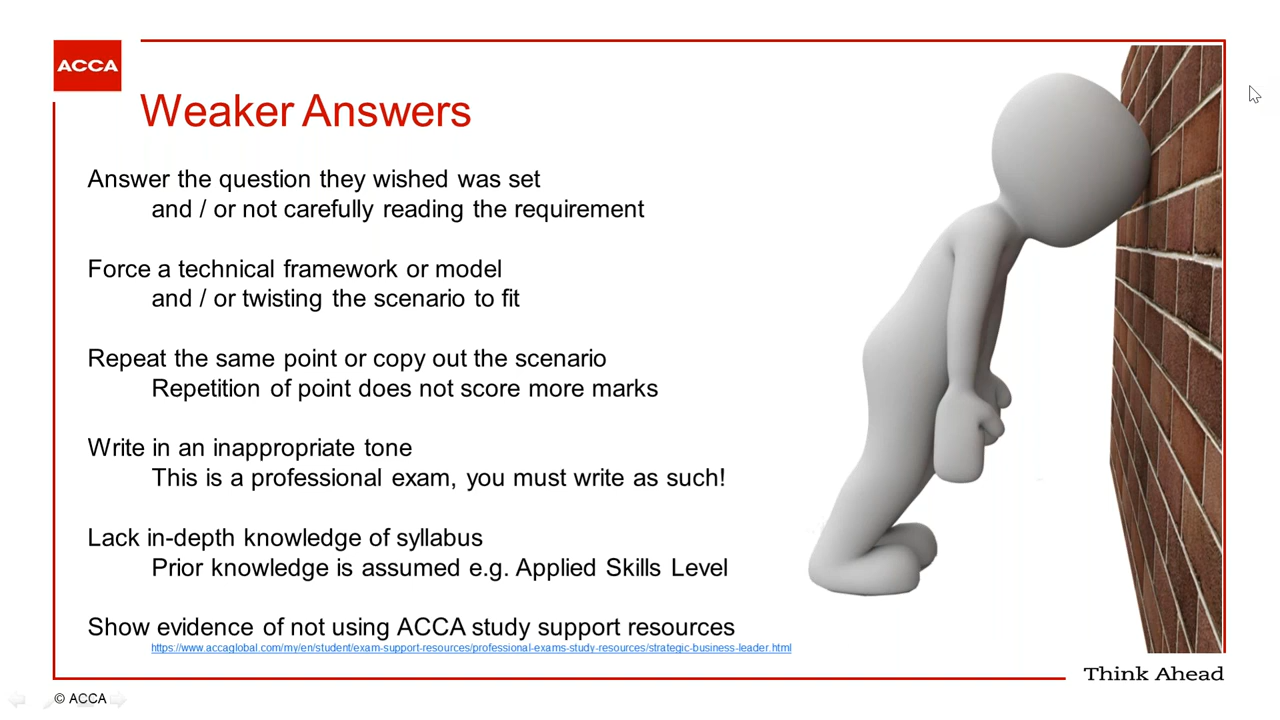 ACCA
Weaker Answers
Answer the question they wished was set
and / or not carefully reading the requirement
Force a technical framework or model
and / or twisting the scenario to fit
Repeat the same point or copy out the scenario
Repetition of point does not score more marks
Write in an inappropriate tone
This is a professional exam, you must write as such!
Lack in-depth knowledge of syllabus
Prior knowledge is assumed e.g. Applied Skills Level
Show evidence of not using ACCA study support resources
https://www.accaglobal.com/my/en/student/exam-support-resources/professional-exams-study-resources/strategic-business-leader.html
Think Ahead
© ACCA